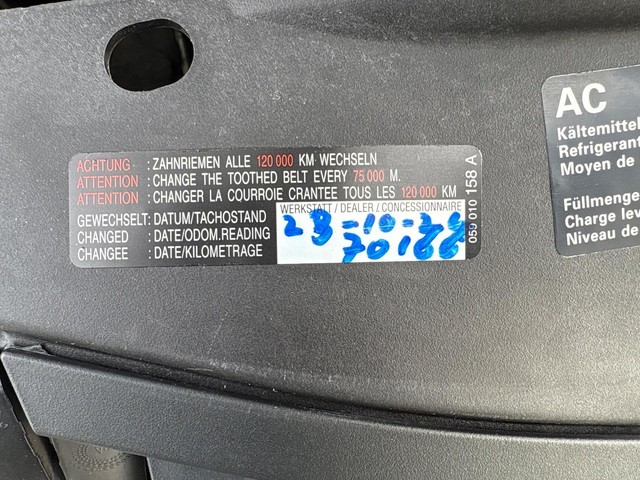 ACHTUNG : ZAHNRIEMEN ALLE 120 000 KM WECHSELN
ATTENTION : CHANGE THE TOOTHED BELT EVERY 75 000 M.
ATTENTION : CHANGER LA COURROIE CRANTEE TOUS LES 120 000 KM
WERKSTATT / DEALER / CONCESSIONNAIRE
GEWECHSELT: DATUM/TACHOSTAND
CHANGED : DATE/ODOM.READING
CHANGEE : DATE/KILOMETRAGE
23-10-
059 010 158 A
AC
Kältemittel
Refrigerant
Moyen de
Füllmenge
Charge
Niveau de